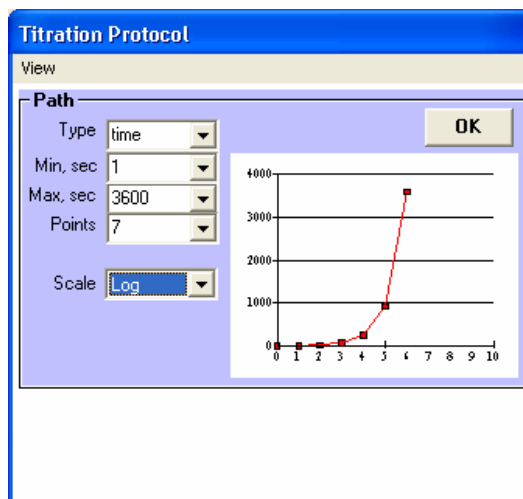 Titration Protocol
View
Path
Type time
OK
Min, sec 1
Max, sec 3600
Points 7
Scale Log
4000
3000
2000
1000
0
0 1 2 3 4 5 6 7 8 9 10